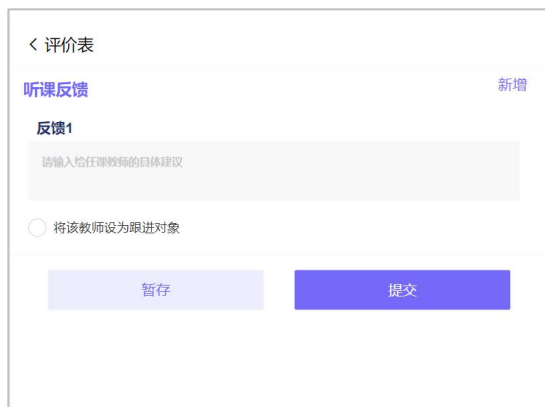 评价表
听课反馈
新增
反馈1
请输入给任课教师的具体建议
将该教师设为跟进对象
暂存
提交